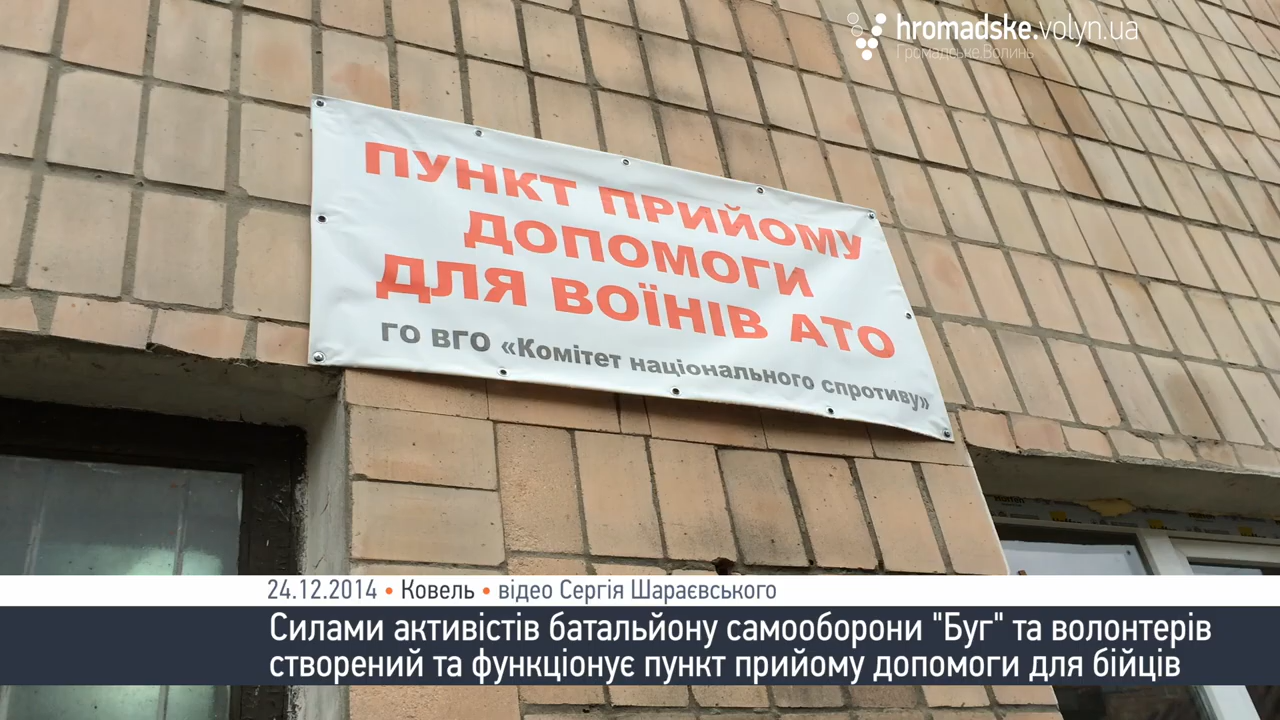 hromadske.volyn.ua
Громадське.Волинь
ПУНКТ ПРИЙОМУ
ДОПОМОГИ
ДЛЯ ВОЇНІВ АТО
ГО ВГО «Комітет національного спротиву»
24.12.2014 • Ковель • відео Сергія Шараєвського
Силами активістів батальйону самооборони "Буг" та волонтерів
створений та функціонує пункт прийому допомоги для бійців